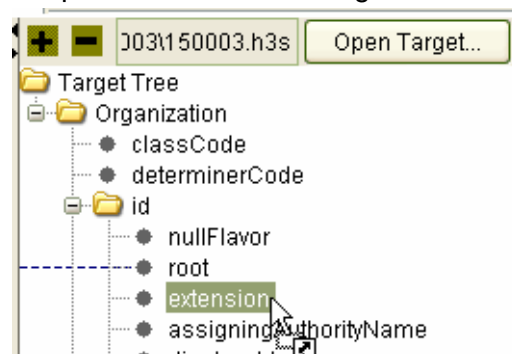 003\150003.h3s Open Target...
Target Tree
Organization
classCode
determinerCode
id
nullFlavor
root
extension
assigningAuthorityName